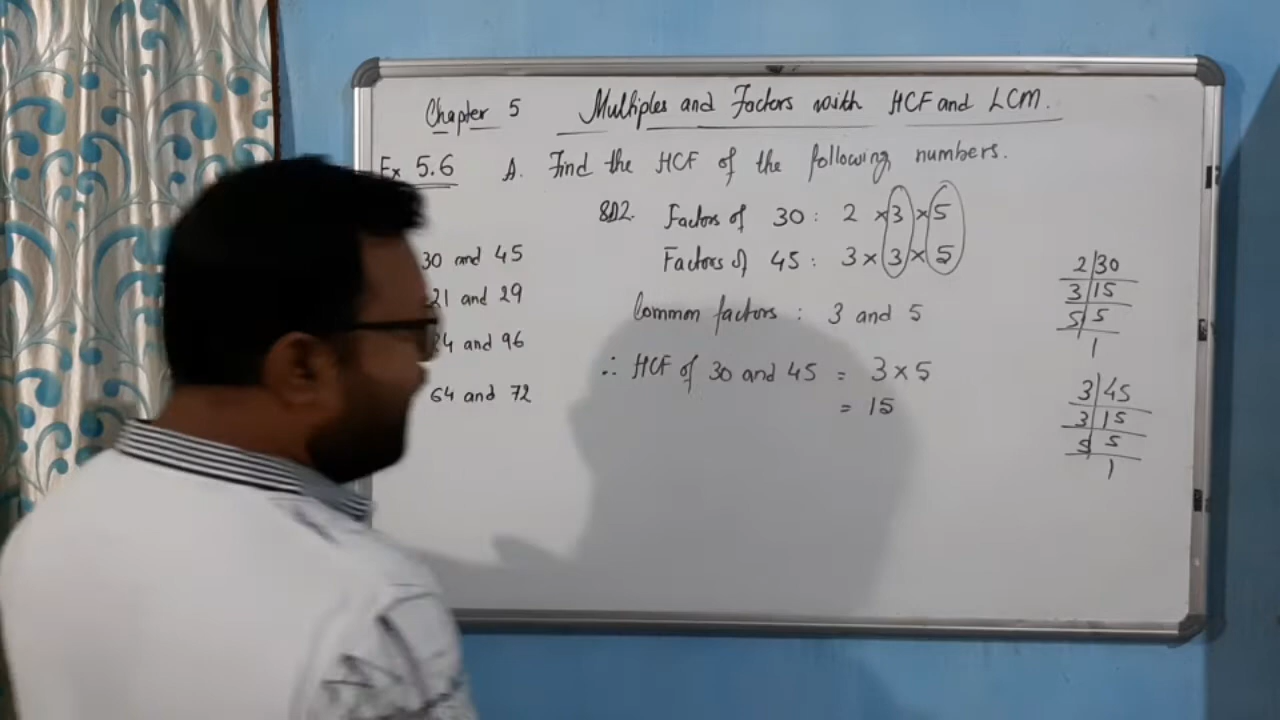 Chapter 5 Multiples and Factors with HCF and LCM.
Ex 5.6 A. Find the HCF of the following numbers.
30 and 45
21 and 29
24 and 96
64 and 72
Factors of 30 : 2 × 3 × 5
Factors of 45 : 3 × 3 × 5
Common factors : 3 and 5
∴ HCF of 30 and 45 = 3 × 5
= 15
2 30
3 15
5 5
1
3 45
3 15
5 5
1